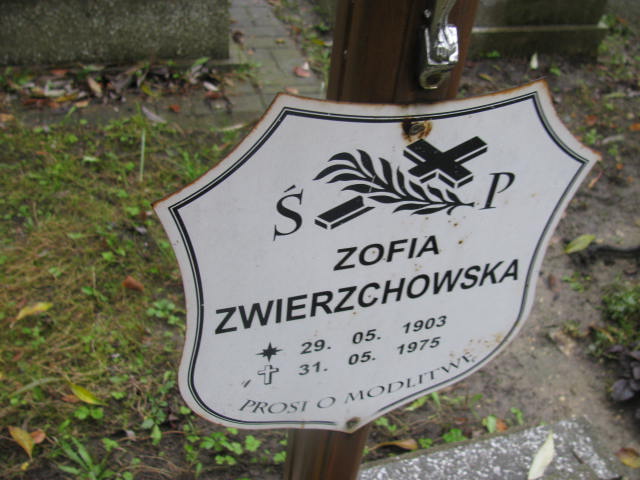 Ś P
ZOFIA
ZWIERZCHOWSKA
29. 05. 1903
31. 05. 1975
PROSI O MODLITWĘ